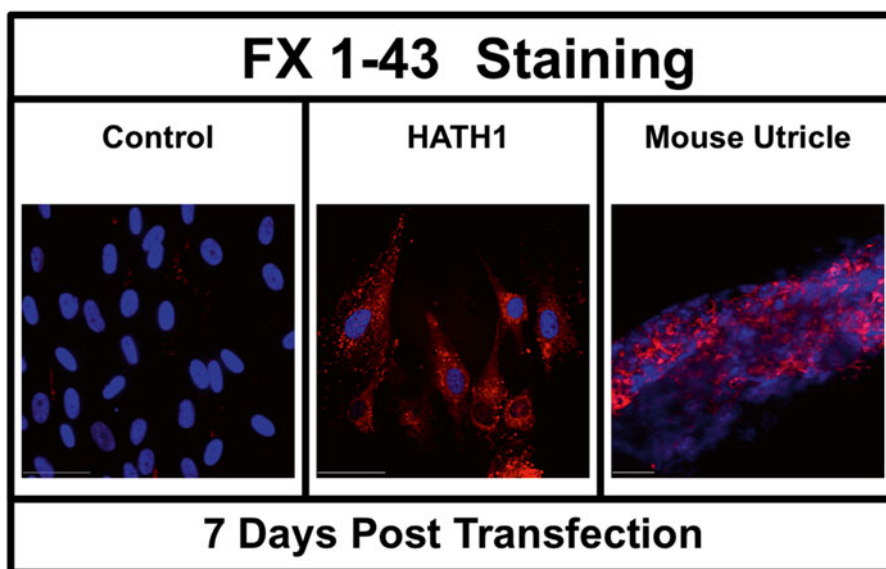 FX 1-43 Staining
Control
HATH1
Mouse Utricle
7 Days Post Transfection